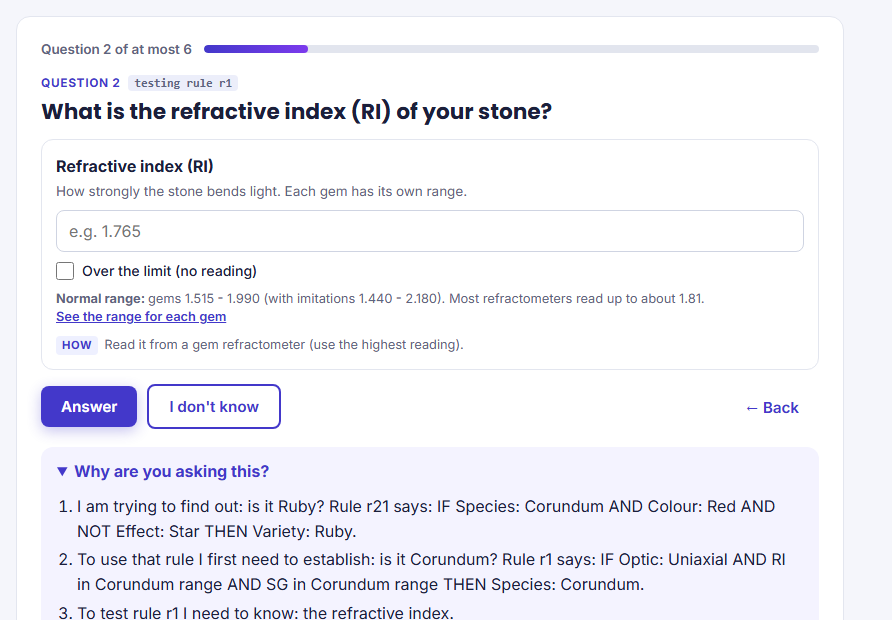 Question 2 of at most 6
QUESTION 2 testing rule r1
What is the refractive index (RI) of your stone?
Refractive index (RI)
How strongly the stone bends light. Each gem has its own range.
e.g. 1.765
Over the limit (no reading)
Normal range: gems 1.515 - 1.990 (with imitations 1.440 - 2.180). Most refractometers read up to about 1.81.
See the range for each gem
HOW Read it from a gem refractometer (use the highest reading).
Answer I don't know ← Back
▼ Why are you asking this?
1. I am trying to find out: is it Ruby? Rule r21 says: IF Species: Corundum AND Colour: Red AND
NOT Effect: Star THEN Variety: Ruby.
2. To use that rule I first need to establish: is it Corundum? Rule r1 says: IF Optic: Uniaxial AND RI
in Corundum range AND SG in Corundum range THEN Species: Corundum.
3. To test rule r1 I need to know: the refractive index.